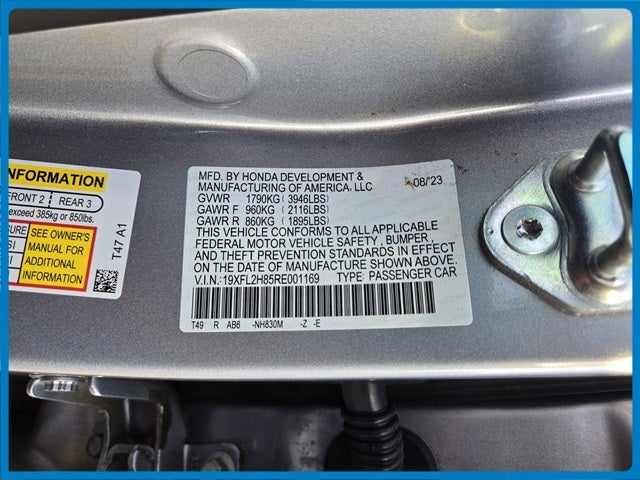 INFORMATION
FRONT 2 REAR 3
exceed 385kg or 850lbs.
SEE OWNER'S
MANUAL FOR
ADDITIONAL
INFORMATION
T47 A1
MFD. BY HONDA DEVELOPMENT &
MANUFACTURING OF AMERICA, LLC 08/23
GVWR 1790KG (3946LBS)
GAWR F 960KG (2116LBS)
GAWR R 860KG (1895LBS)
THIS VEHICLE CONFORMS TO ALL APPLICABLE
FEDERAL MOTOR VEHICLE SAFETY, BUMPER,
AND THEFT PREVENTION STANDARDS IN EFFECT
ON THE DATE OF MANUFACTURE SHOWN ABOVE.
V.I.N.: 19XFL2H85RE001169 TYPE PASSENGER CAR
T49 R AB6 -NH830M -Z -E